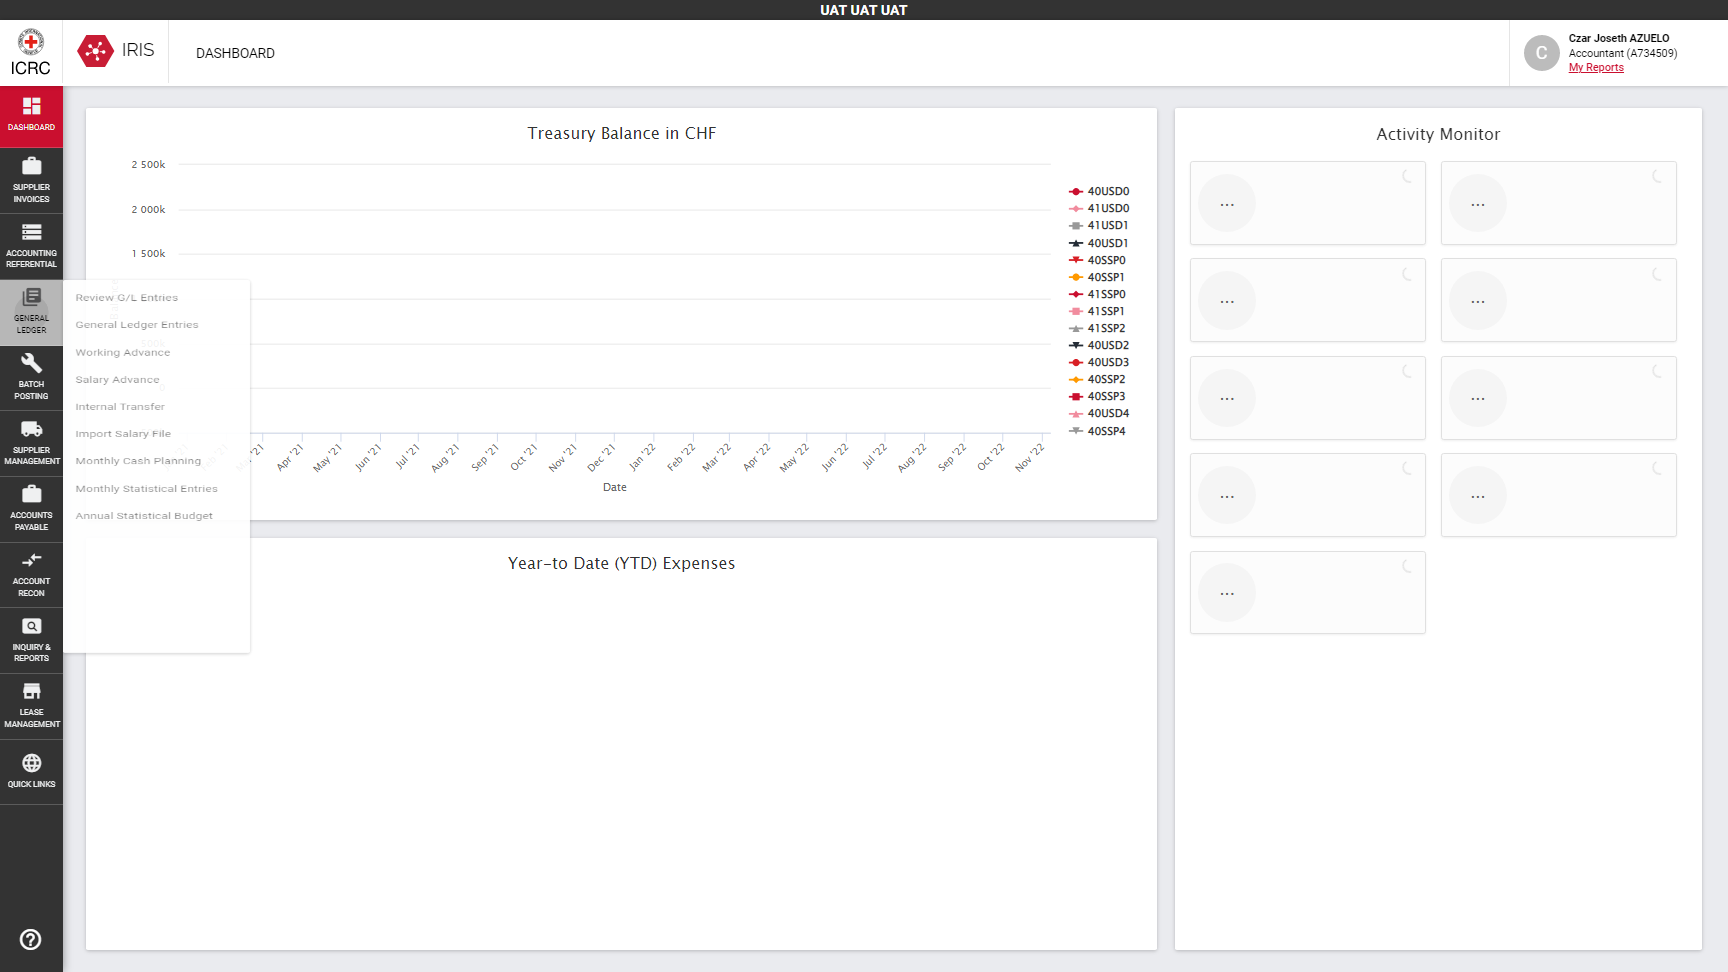 UAT UAT UAT
ICRC
IRIS
DASHBOARD
Czar Joseth AZUELO
Accountant (A734509)
My Reports
C
DASHBOARD
SUPPLIER
INVOICES
ACCOUNTING
REFERENTIAL
GENERAL
LEDGER
BATCH
POSTING
SUPPLIER
MANAGEMENT
ACCOUNTS
PAYABLE
ACCOUNT
RECON
INQUIRY &
REPORTS
LEASE
MANAGEMENT
QUICK LINKS
Review G/L Entries
General Ledger Entries
Working Advance
Salary Advance
Internal Transfer
Import Salary File
Monthly Cash Planning
Monthly Statistical Entries
Annual Statistical Budget
Treasury Balance in CHF
2 500k
2 000k
1 500k
500k
0
Apr '21
May '21
Jun '21
Jul '21
Aug '21
Sep '21
Oct '21
Nov '21
Dec '21
Jan '22
Feb '22
Mar '22
Apr '22
May '22
Jun '22
Jul '22
Aug '22
Sep '22
Oct '22
Nov '22
Date
40USD0
41USD0
41USD1
40USD1
40SSP0
40SSP1
41SSP0
41SSP1
41SSP2
40USD2
40USD3
40SSP2
40SSP3
40USD4
40SSP4
Year-to Date (YTD) Expenses
Activity Monitor
...
...
...
...
...
...
...
...
...